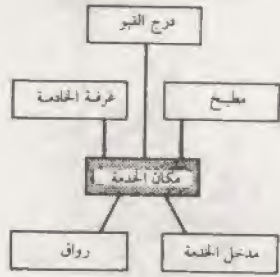 درج القبو
مطبخ
غرفة الخادمة
مكان الخدمة
مدخل الخدمة
رواق